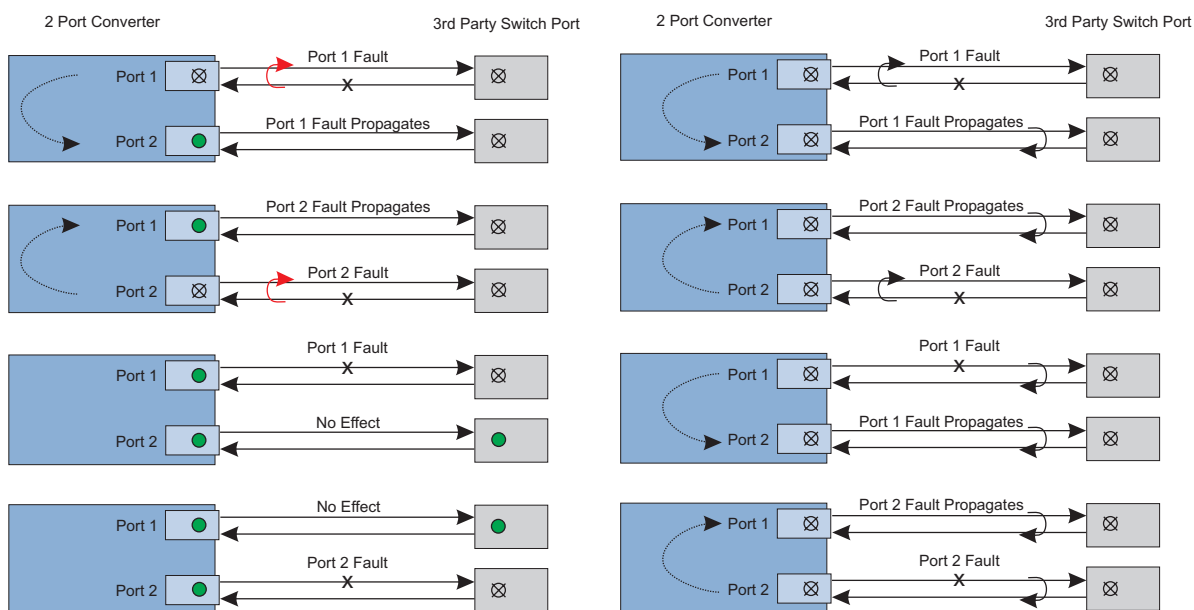 2 Port Converter
3rd Party Switch Port
Port 1
Port 1 Fault
X
Port 2
Port 1 Fault Propagates
Port 1
Port 2 Fault Propagates
Port 2
Port 2 Fault
X
Port 1
Port 1 Fault
X
Port 2
No Effect
Port 1
No Effect
Port 2
Port 2 Fault
X
2 Port Converter
3rd Party Switch Port
Port 1
Port 1 Fault
X
Port 2
Port 1 Fault Propagates
Port 1
Port 2 Fault Propagates
Port 2
Port 2 Fault
X
Port 1
Port 1 Fault
X
Port 2
Port 1 Fault Propagates
Port 1
Port 2 Fault Propagates
Port 2
Port 2 Fault
X